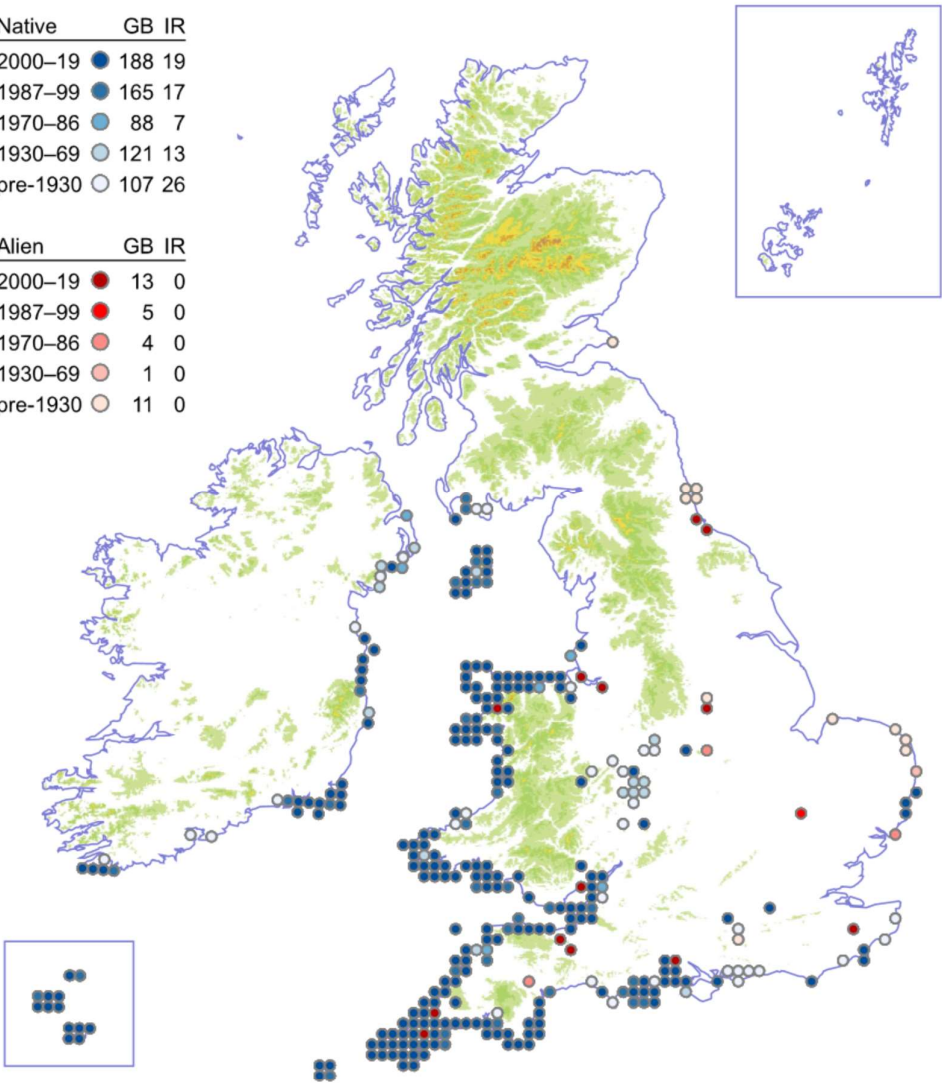 Native GB IR
2000–19 188 19
1987–99 165 17
1970–86 88 7
1930–69 121 13
pre-1930 107 26
Alien GB IR
2000–19 13 0
1987–99 5 0
1970–86 4 0
1930–69 1 0
pre-1930 11 0